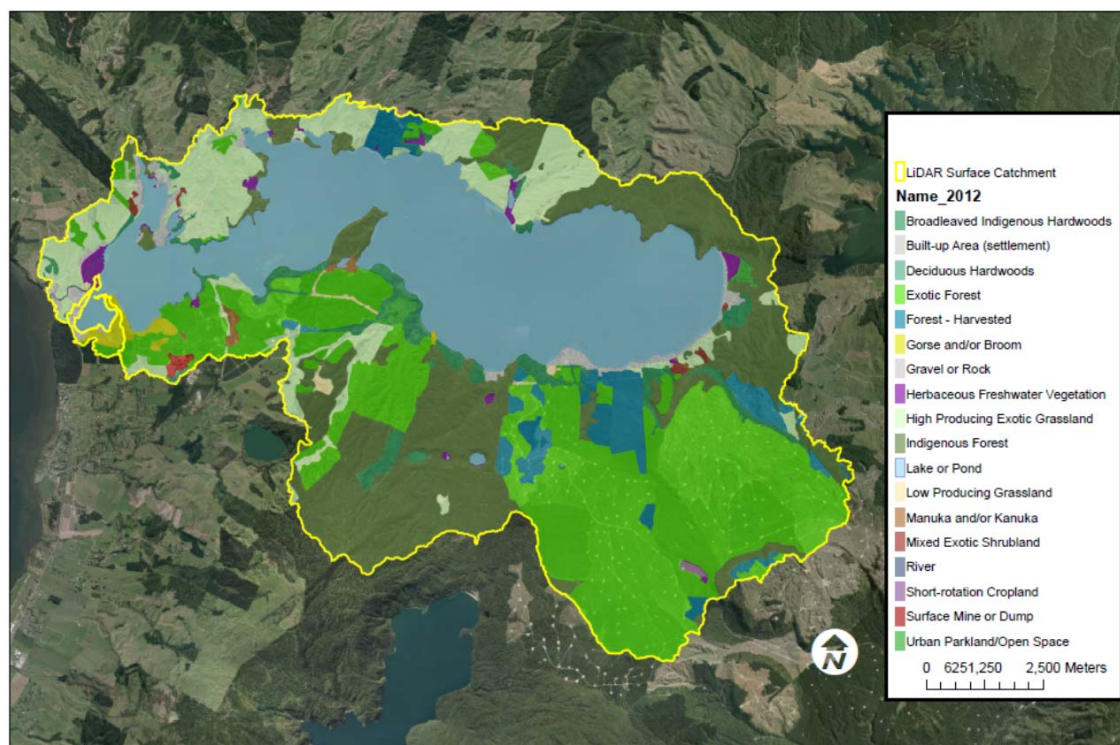 LiDAR Surface Catchment
Name_2012
Broadleaved Indigenous Hardwoods
Built-up Area (settlement)
Deciduous Hardwoods
Exotic Forest
Forest - Harvested
Gorse and/or Broom
Gravel or Rock
Herbaceous Freshwater Vegetation
High Producing Exotic Grassland
Indigenous Forest
Lake or Pond
Low Producing Grassland
Manuka and/or Kanuka
Mixed Exotic Shrubland
River
Short-rotation Cropland
Surface Mine or Dump
Urban Parkland/Open Space
0 6251,250 2,500 Meters
N